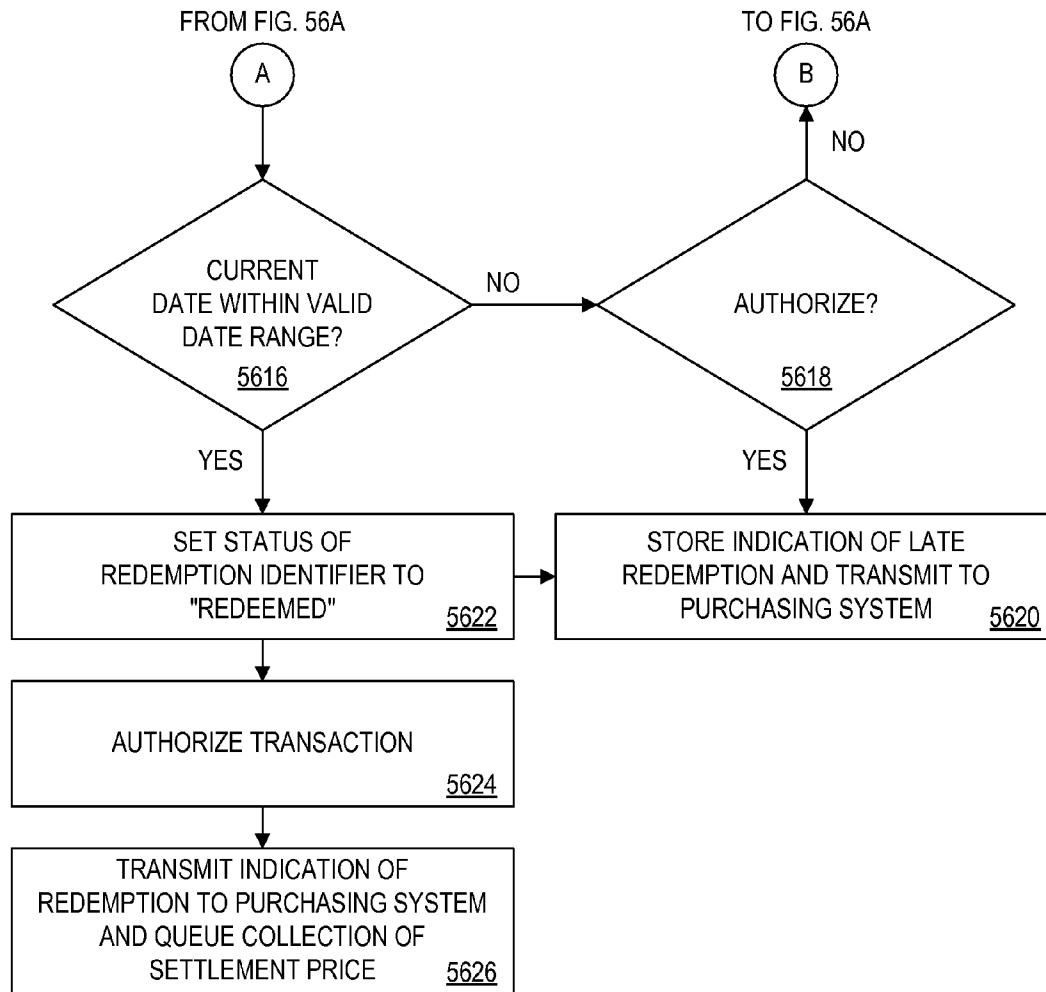 FROM FIG. 56A
TO FIG. 56A
A
B
NO
CURRENT
DATE WITHIN VALID
DATE RANGE?
5616
NO
AUTHORIZE?
5618
YES
YES
SET STATUS OF
REDEMPTION IDENTIFIER TO
"REDEEMED"
5622
STORE INDICATION OF LATE
REDEMPTION AND TRANSMIT TO
PURCHASING SYSTEM
5620
AUTHORIZE TRANSACTION
5624
TRANSMIT INDICATION OF
REDEMPTION TO PURCHASING SYSTEM
AND QUEUE COLLECTION OF
SETTLEMENT PRICE
5626